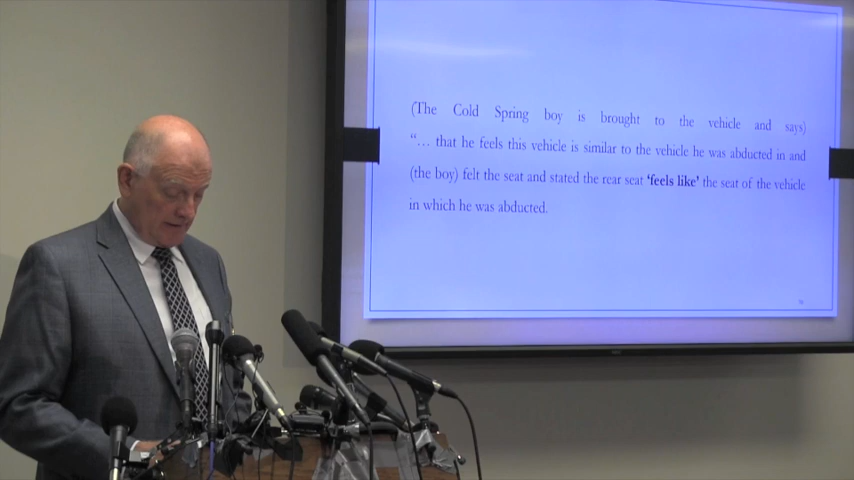 (The Cold Spring boy is brought to the vehicle and says)
“… that he feels this vehicle is similar to the vehicle he was abducted in and
(the boy) felt the seat and stated the rear seat ‘feels like’ the seat of the vehicle
in which he was abducted.